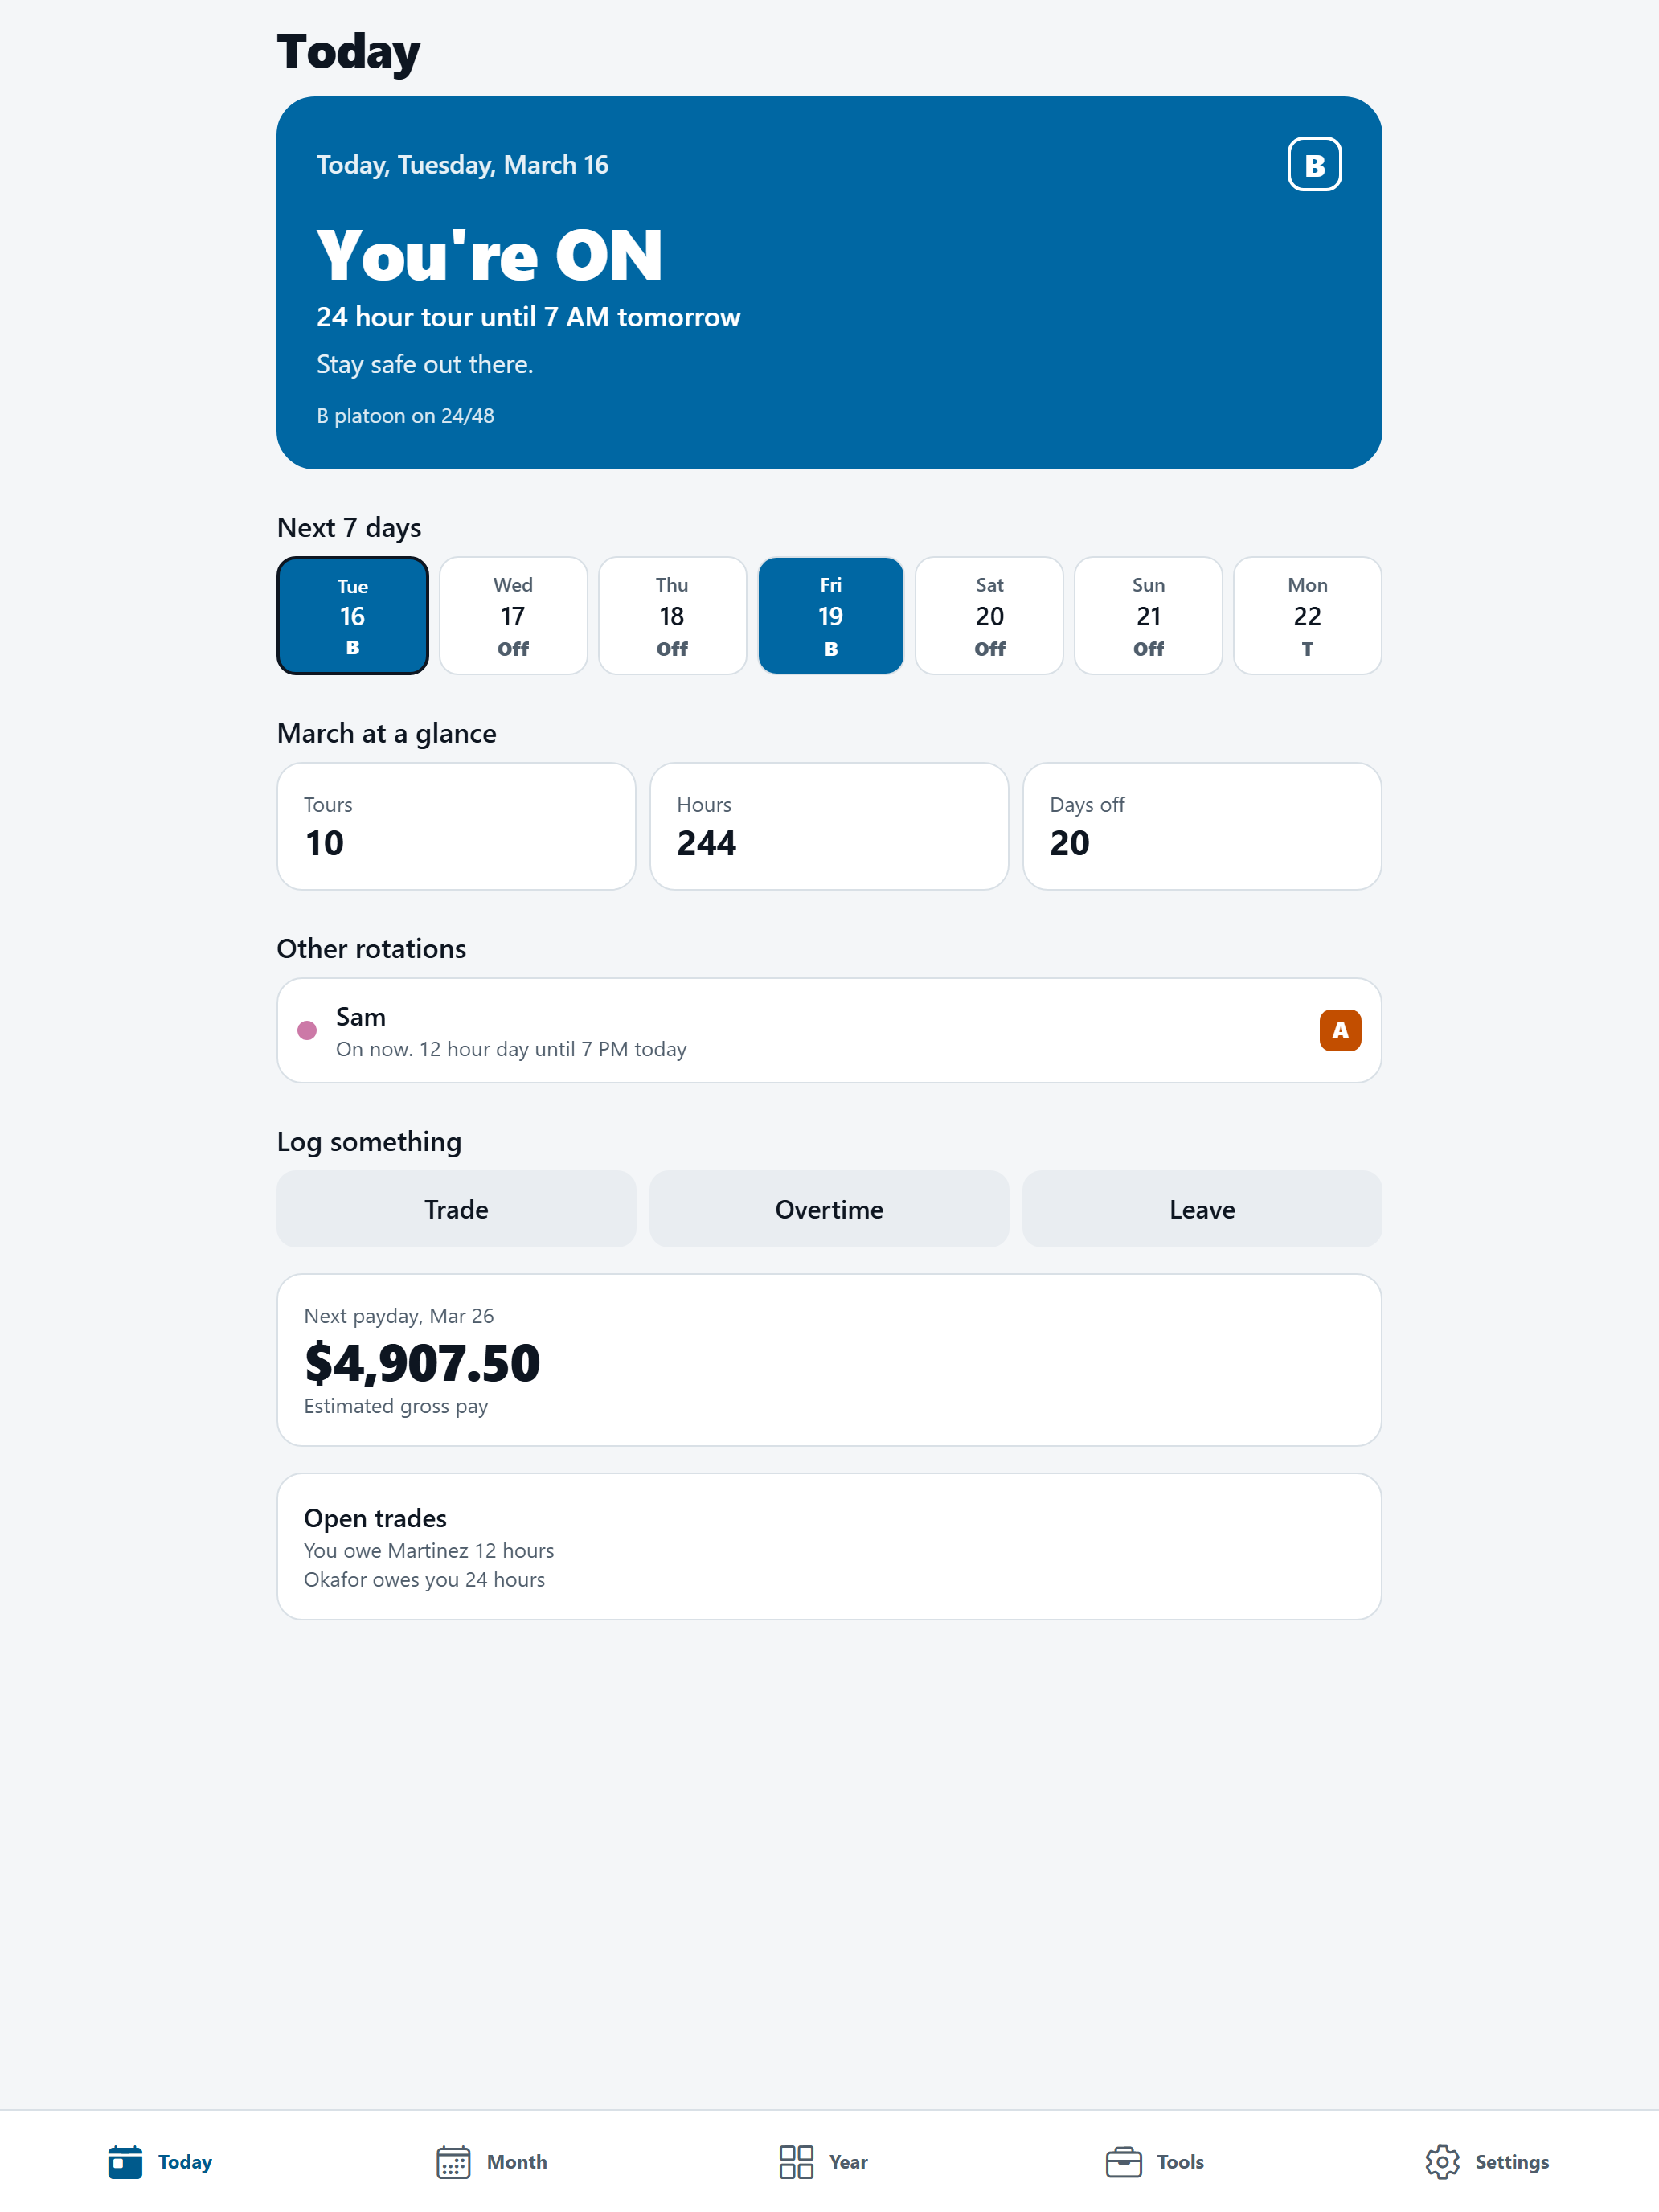 Today
Today, Tuesday, March 16
B
You're ON
24 hour tour until 7 AM tomorrow
Stay safe out there.
B platoon on 24/48
Next 7 days
Tue
16
B
Wed
17
Off
Thu
18
Off
Fri
19
B
Sat
20
Off
Sun
21
Off
Mon
22
T
March at a glance
Tours
10
Hours
244
Days off
20
Other rotations
Sam
On now. 12 hour day until 7 PM today
A
Log something
Trade
Overtime
Leave
Next payday, Mar 26
$4,907.50
Estimated gross pay
Open trades
You owe Martinez 12 hours
Okafor owes you 24 hours
Today
Month
Year
Tools
Settings